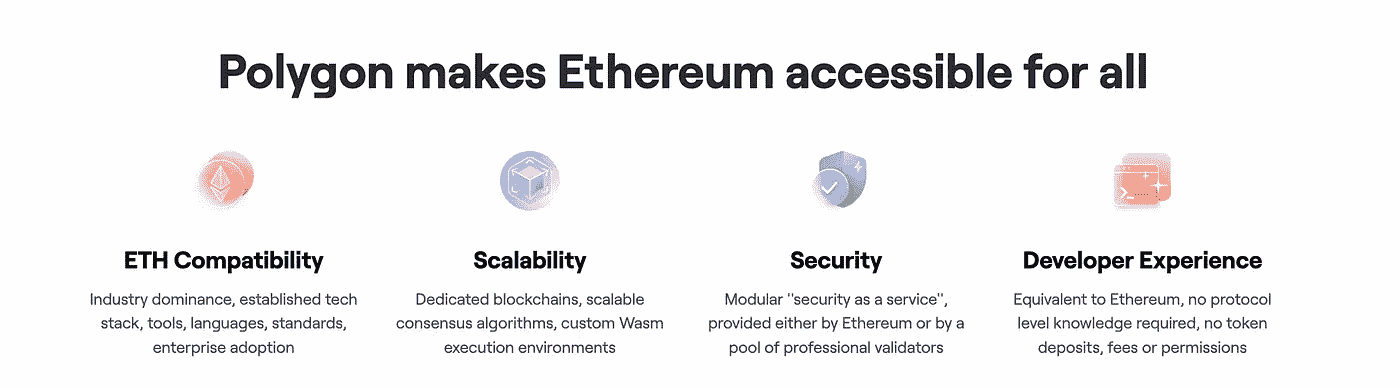 Polygon makes Ethereum accessible for all
ETH Compatibility
Industry dominance, established tech
stack, tools, languages, standards,
enterprise adoption
Scalability
Dedicated blockchains, scalable
consensus algorithms, custom Wasm
execution environments
Security
Modular "security as a service",
provided either by Ethereum or by a
pool of professional validators
Developer Experience
Equivalent to Ethereum, no protocol
level knowledge required, no token
deposits, fees or permissions